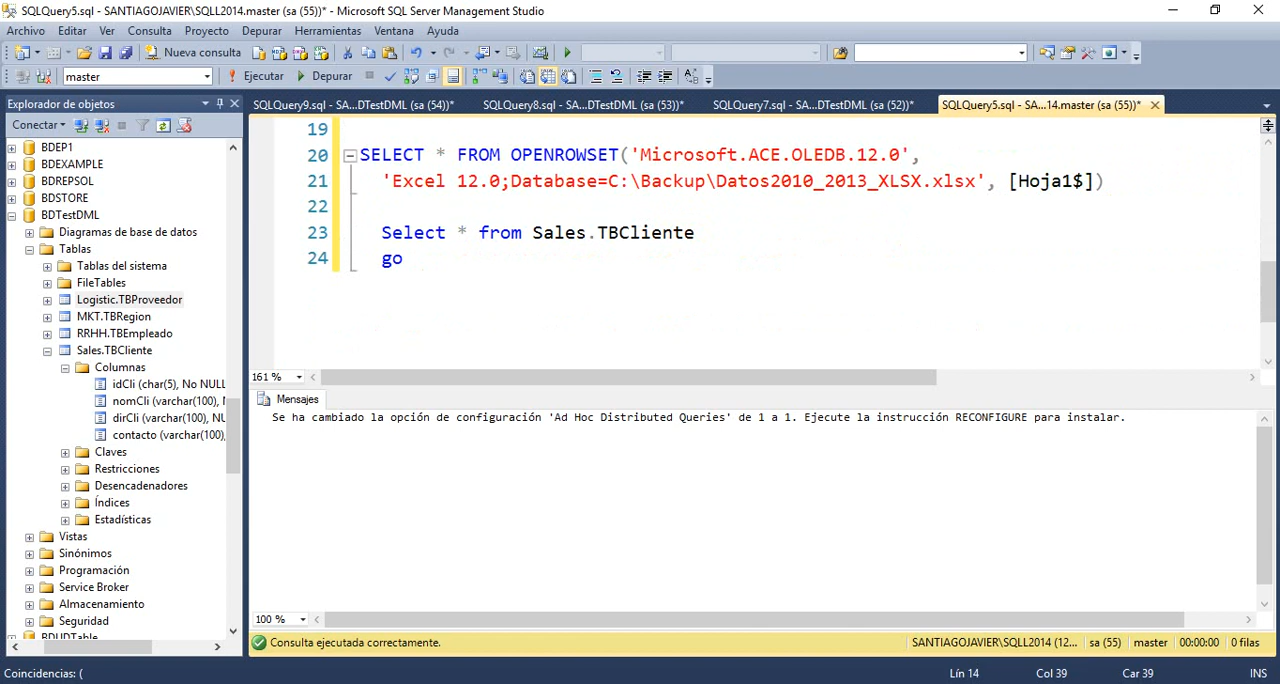 SQLQuery5.sql - SANTIAGOJAVIER\SQLL2014.master (sa (55))* - Microsoft SQL Server Management Studio
Archivo Editar Ver Consulta Proyecto Depurar Herramientas Ventana Ayuda
Nueva consulta
master Ejecutar Depurar
Explorador de objetos
SQLQuery9.sql - SA...DTestDML (sa (54))* SQLQuery8.sql - SA...DTestDML (sa (53))* SQLQuery7.sql - SA...DTestDML (sa (52))* SQLQuery5.sql - SA...14.master (sa (55))*
Conectar
BDEP1
BDEXAMPLE
BDREPSOL
BDSTORE
BDTestDML
Diagramas de base de datos
Tablas
Tablas del sistema
FileTables
Logistic.TBProveedor
MKT.TBRegion
RRHH.TBEmpleado
Sales.TBCliente
Columnas
idCli (char(5), No NULL
nomCli (varchar(100),
dirCli (varchar(100), NU
contacto (varchar(100),
Claves
Restricciones
Desencadenadores
Índices
Estadísticas
Vistas
Sinónimos
Programación
Service Broker
Almacenamiento
Seguridad
BDUDTable
19
20 SELECT * FROM OPENROWSET('Microsoft.ACE.OLEDB.12.0',
21 'Excel 12.0;Database=C:\Backup\Datos2010_2013_XLSX.xlsx', [Hoja1$])
22
23 Select * from Sales.TBCliente
24 go
161 %
Mensajes
Se ha cambiado la opción de configuración 'Ad Hoc Distributed Queries' de 1 a 1. Ejecute la instrucción RECONFIGURE para instalar.
100 %
Consulta ejecutada correctamente. SANTIAGOJAVIER\SQLL2014 (12... sa (55) master 00:00:00 0 filas
Coincidencias: ( Lín 14 Col 39 Car 39 INS